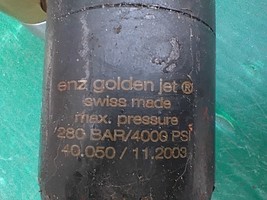 enz golden jet®
swiss made
max. pressure
280 BAR/4000 PSI
40.050 / 11.2003